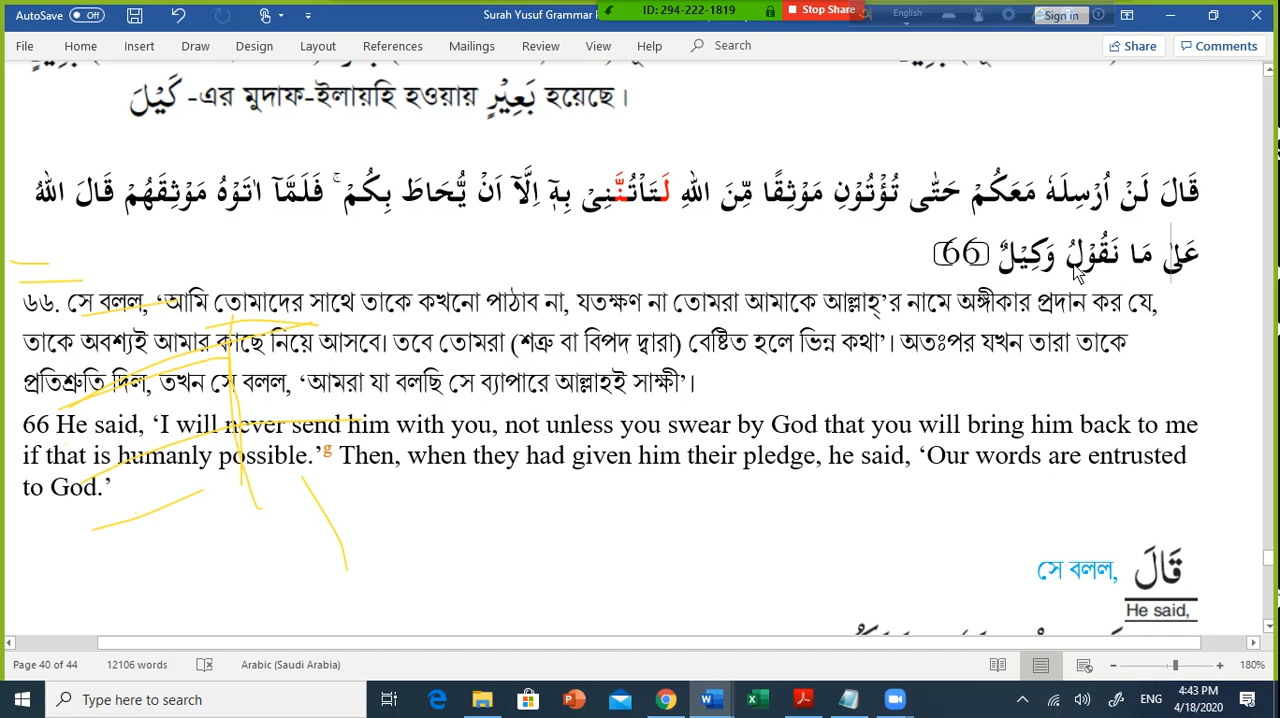 AutoSave Off
Surah Yusuf Grammar
ID: 294-222-1819
Stop Share
English
Sign in
File Home Insert Draw Design Layout References Mailings Review View Help Search Share Comments
كَيْلَ -এর মুদাফ-ইলায়হি হওয়ায় بَعِيْرٍ হয়েছে।
قَالَ لَنْ اُرْسِلَهٗ مَعَكُمْ حَتّٰى تُؤْتُوْنِ مَوْثِقًا مِّنَ اللهِ لَتَاْتُنَّنِىْ بِهٖٓ اِلَّآ اَنْ يُّحَاطَ بِكُمْ ۚ فَلَمَّآ اٰتَوْهُ مَوْثِقَهُمْ قَالَ اللهُ
عَلٰى مَا نَقُوْلُ وَكِيْلٌ (66)
৬৬. সে বলল, ‘আমি তোমাদের সাথে তাকে কখনো পাঠাব না, যতক্ষণ না তোমরা আমাকে আল্লাহ্‌’র নামে অঙ্গীকার প্রদান কর যে,
তাকে অবশ্যই আমার কাছে নিয়ে আসবে। তবে তোমরা (শত্রু বা বিপদ দ্বারা) বেষ্টিত হলে ভিন্ন কথা’। অতঃপর যখন তারা তাকে
প্রতিশ্রুতি দিল, তখন সে বলল, ‘আমরা যা বলছি সে ব্যাপারে আল্লাহই সাক্ষী’।
66 He said, ‘I will never send him with you, not unless you swear by God that you will bring him back to me
if that is humanly possible.’g Then, when they had given him their pledge, he said, ‘Our words are entrusted
to God.’
قَالَ সে বলল,
He said,
Page 40 of 44 12106 words Arabic (Saudi Arabia) 180%
Type here to search
ENG
4:43 PM
4/18/2020